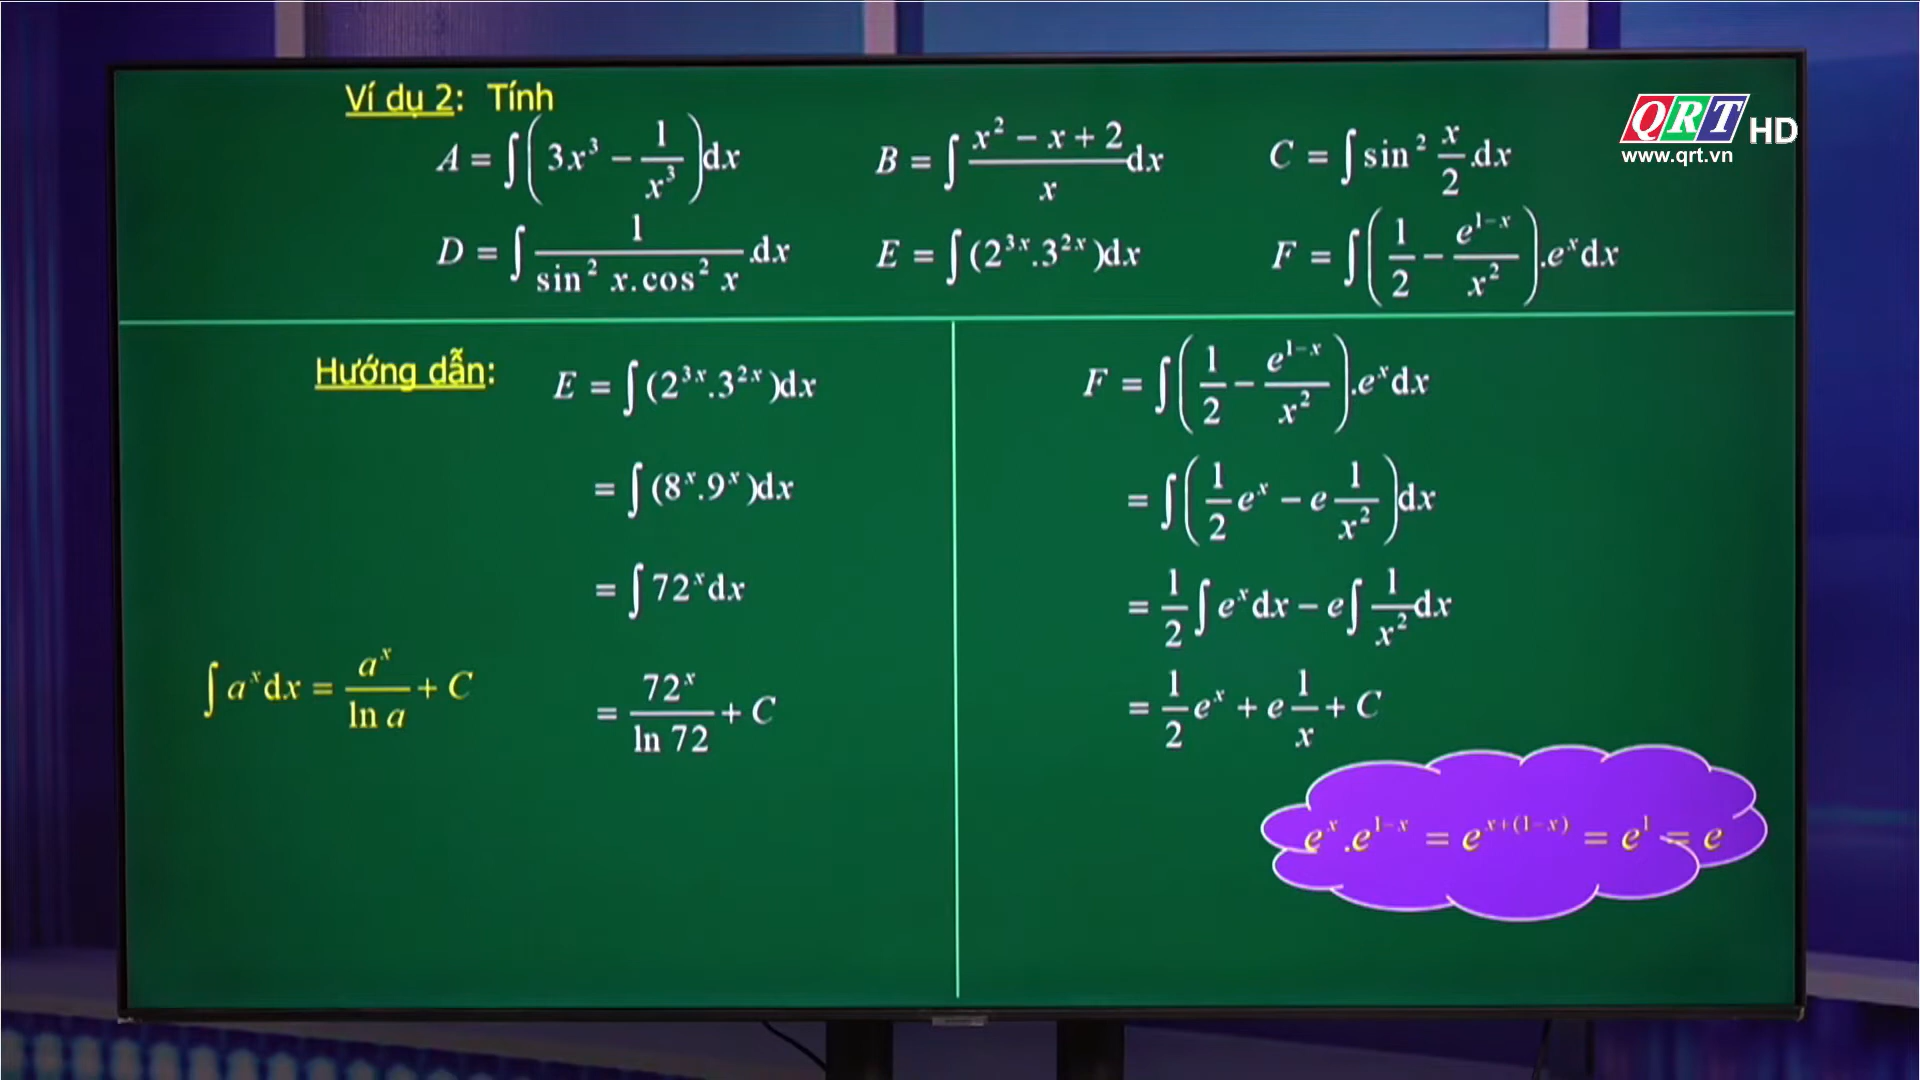 Ví dụ 2: Tính
A = ∫(3x³ − 1/x³)dx
B = ∫ (x² − x + 2)/x dx
C = ∫ sin² x/2 .dx
D = ∫ 1/(sin² x.cos² x) .dx
E = ∫(2³ˣ.3²ˣ)dx
F = ∫(1/2 − e¹⁻ˣ/x²).eˣdx
Hướng dẫn:
E = ∫(2³ˣ.3²ˣ)dx
= ∫(8ˣ.9ˣ)dx
= ∫72ˣdx
∫aˣdx = aˣ/ln a + C
= 72ˣ/ln 72 + C
F = ∫(1/2 − e¹⁻ˣ/x²).eˣdx
= ∫(1/2 eˣ − e 1/x²)dx
= 1/2 ∫eˣdx − e∫ 1/x² dx
= 1/2 eˣ + e 1/x + C
eˣ.e¹⁻ˣ = eˣ⁺⁽¹⁻ˣ⁾ = e¹ = e
QRT HD
www.qrt.vn